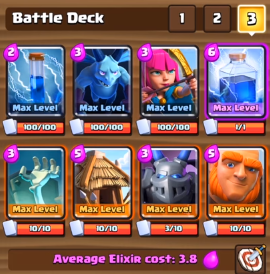 Battle Deck 1 2 3
2 3 3 6
Max Level Max Level Max Level Max Level
100/100 100/100 100/100 1/1
3 5 3 5
Max Level Max Level Max Level Max Level
10/10 10/10 3/10 10/10
Average Elixir cost: 3.8